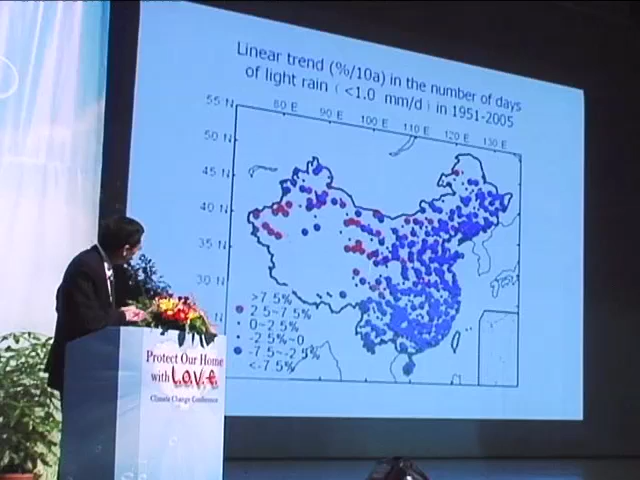 Linear trend (%/10a) in the number of days
of light rain (<1.0 mm/d) in 1951-2005
55 N
80 E
90 E
100 E
110 E
120 E
130 E
50 N
45 N
40 N
35 N
30 N
N
>7.5%
2.5~7.5%
0~2.5%
-2.5%~0
-7.5~-2.5%
<-7.5%
Protect Our Home
with L.O.V.E.
Climate Change Conference